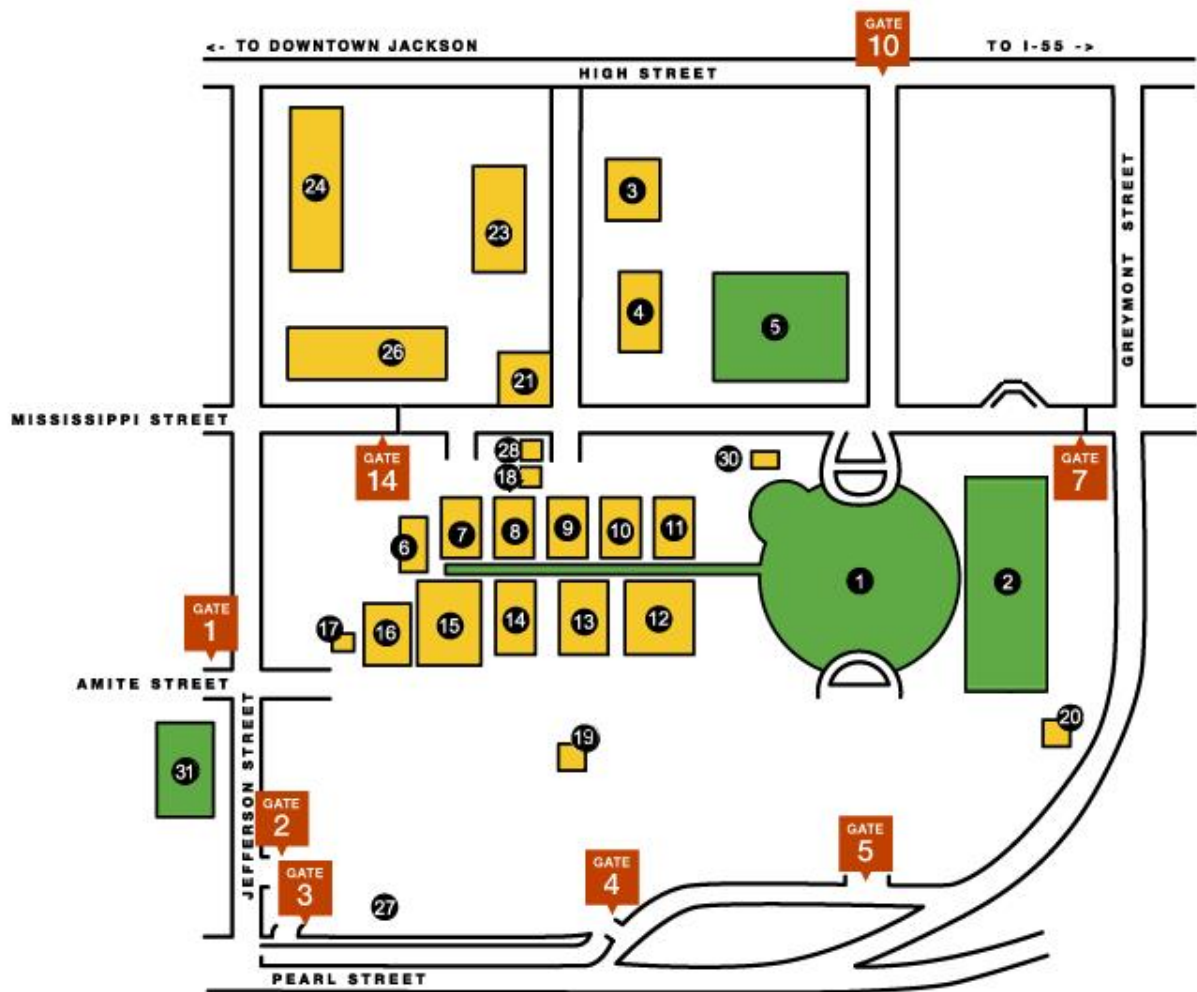 GATE
10
<- TO DOWNTOWN JACKSON
TO I-55 ->
HIGH STREET
24
23
3
4
5
26
21
GREYMONT STREET
MISSISSIPPI STREET
GATE
14
28
18
30
GATE
7
6
7
8
9
10
11
1
2
GATE
1
17
16
15
14
13
12
AMITE STREET
31
JEFFERSON STREET
19
20
GATE
2
GATE
3
27
GATE
4
GATE
5
PEARL STREET